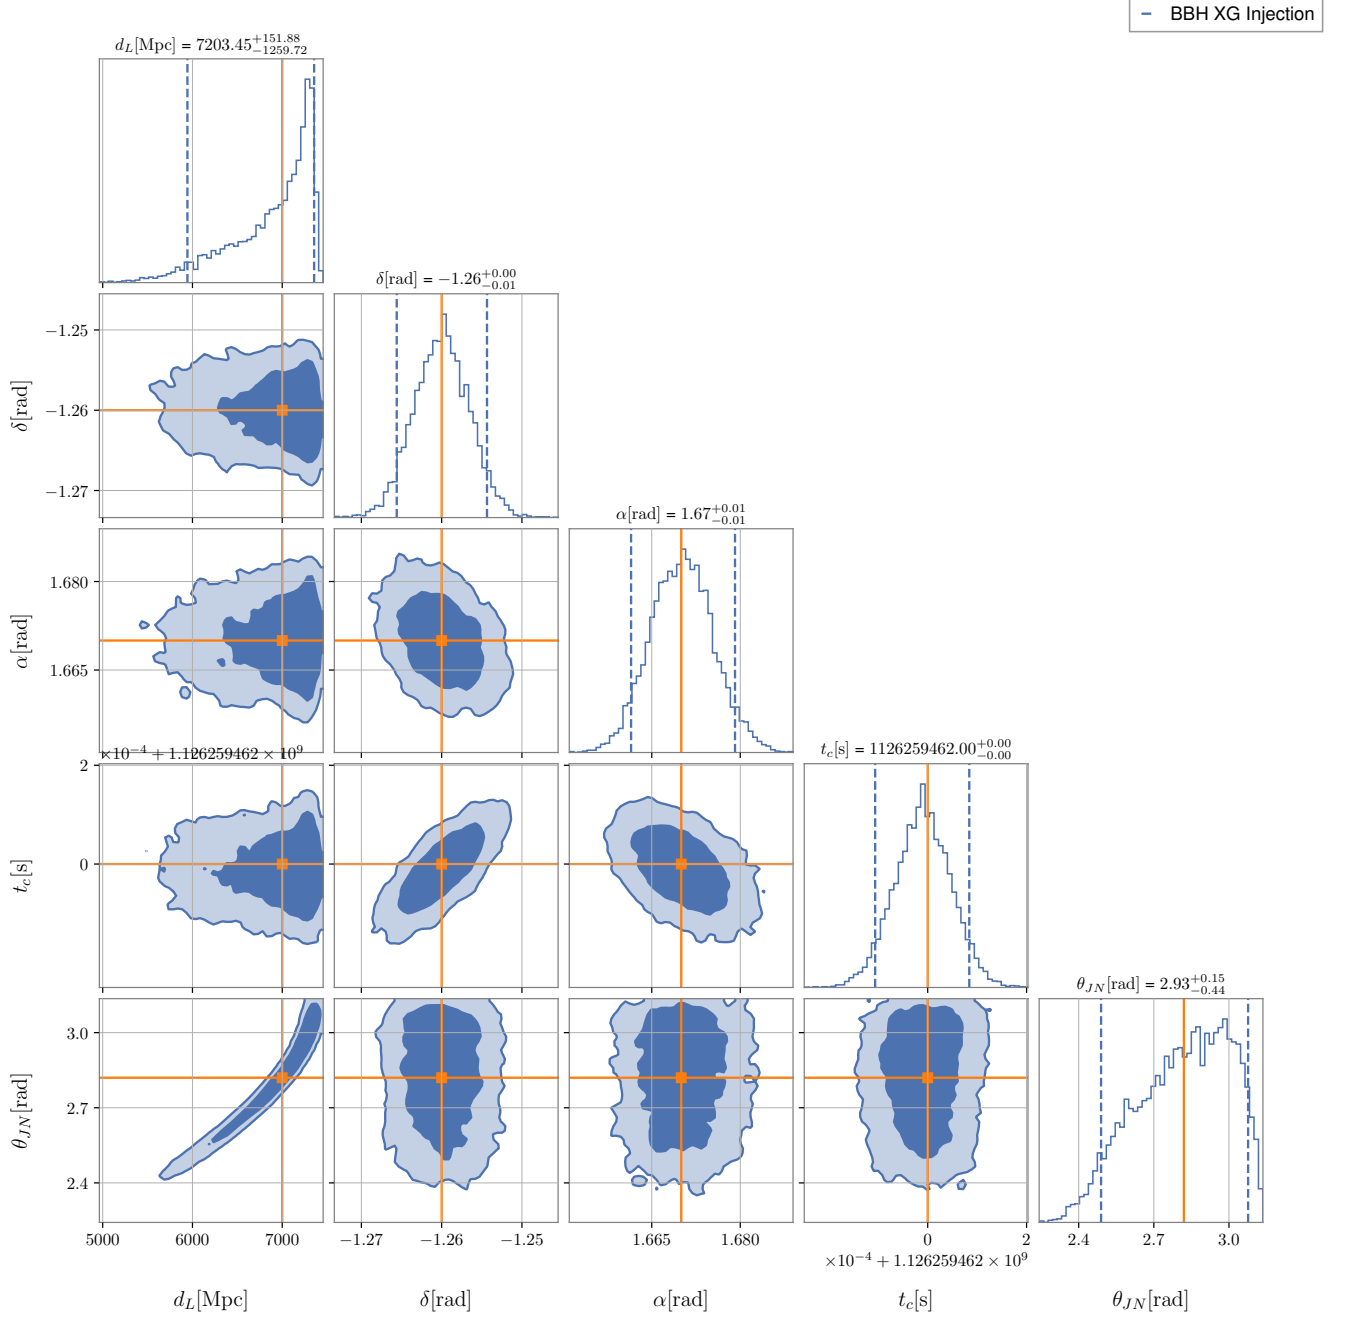 BBH XG Injection
d_L[Mpc] = 7203.45^{+151.88}_{-1259.72}
δ[rad] = −1.26^{+0.00}_{-0.01}
−1.25
−1.26
−1.27
δ[rad]
α[rad] = 1.67^{+0.01}_{-0.01}
1.680
1.665
α[rad]
×10^{−4} + 1.126259462 × 10^9
t_c[s] = 1126259462.00^{+0.00}_{-0.00}
2
0
t_c[s]
θ_{JN}[rad] = 2.93^{+0.15}_{-0.44}
3.0
2.7
2.4
θ_{JN}[rad]
5000 6000 7000 −1.27 −1.26 −1.25 1.665 1.680 0 2 2.4 2.7 3.0
×10^{−4} + 1.126259462 × 10^9
d_L[Mpc] δ[rad] α[rad] t_c[s] θ_{JN}[rad]